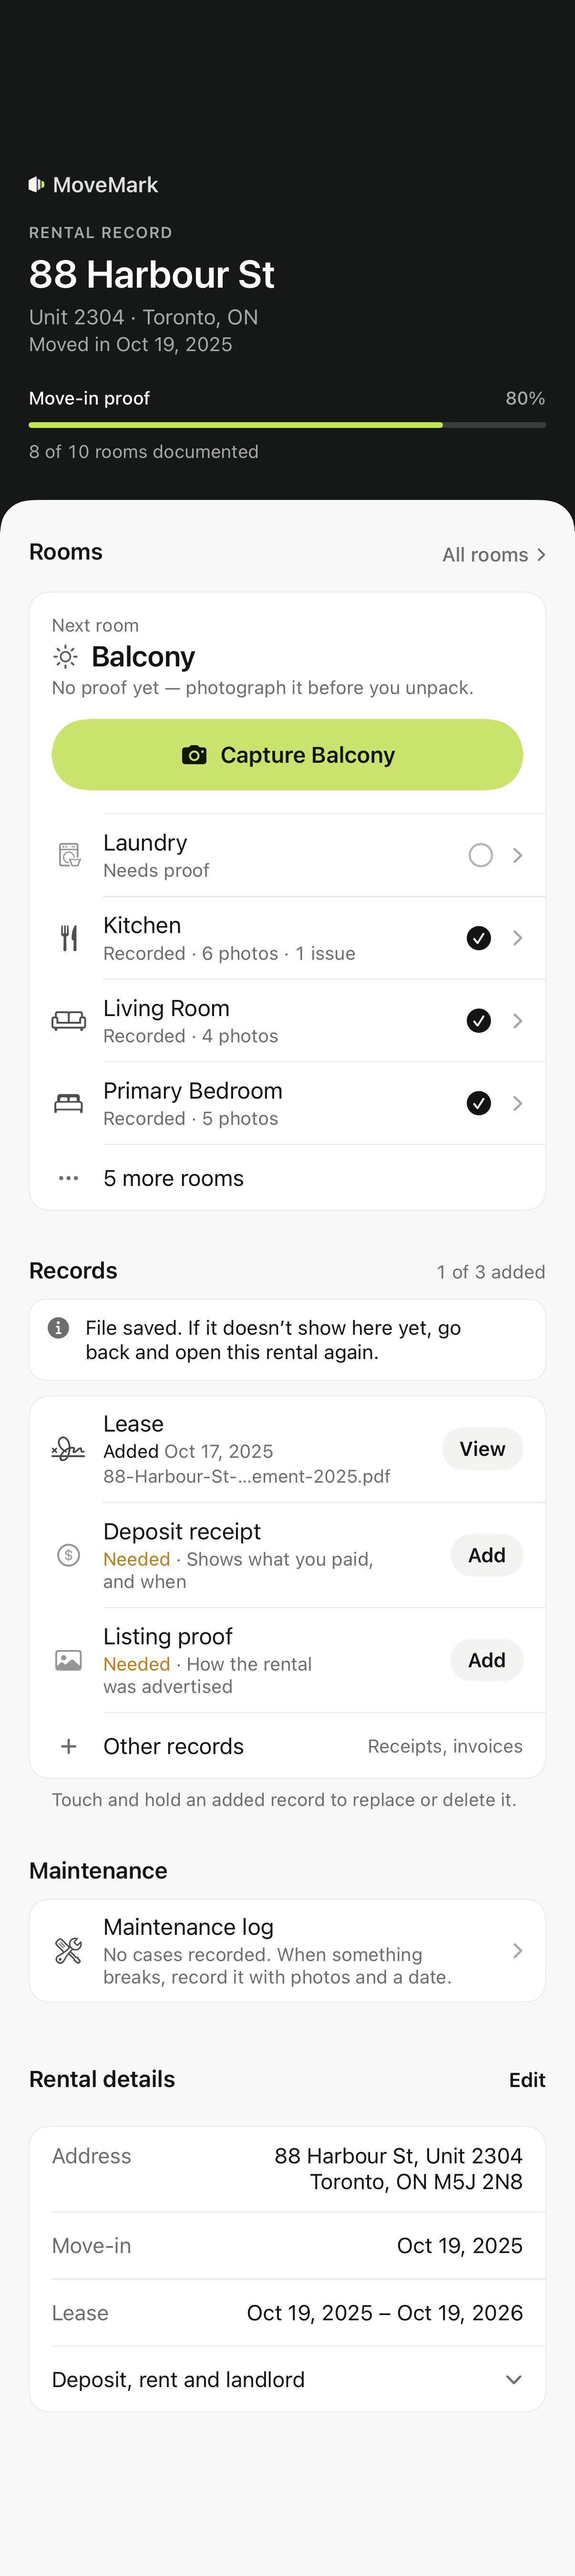 MoveMark
RENTAL RECORD
88 Harbour St
Unit 2304 · Toronto, ON
Moved in Oct 19, 2025
Move-in proof 80%
8 of 10 rooms documented
Rooms All rooms
Next room
Balcony
No proof yet — photograph it before you unpack.
Capture Balcony
Laundry
Needs proof
Kitchen
Recorded · 6 photos · 1 issue
Living Room
Recorded · 4 photos
Primary Bedroom
Recorded · 5 photos
5 more rooms
Records 1 of 3 added
File saved. If it doesn’t show here yet, go
back and open this rental again.
Lease
Added Oct 17, 2025
88-Harbour-St-...ement-2025.pdf
View
Deposit receipt
Needed · Shows what you paid,
and when
Add
Listing proof
Needed · How the rental
was advertised
Add
Other records Receipts, invoices
Touch and hold an added record to replace or delete it.
Maintenance
Maintenance log
No cases recorded. When something
breaks, record it with photos and a date.
Rental details Edit
Address 88 Harbour St, Unit 2304
Toronto, ON M5J 2N8
Move-in Oct 19, 2025
Lease Oct 19, 2025 – Oct 19, 2026
Deposit, rent and landlord